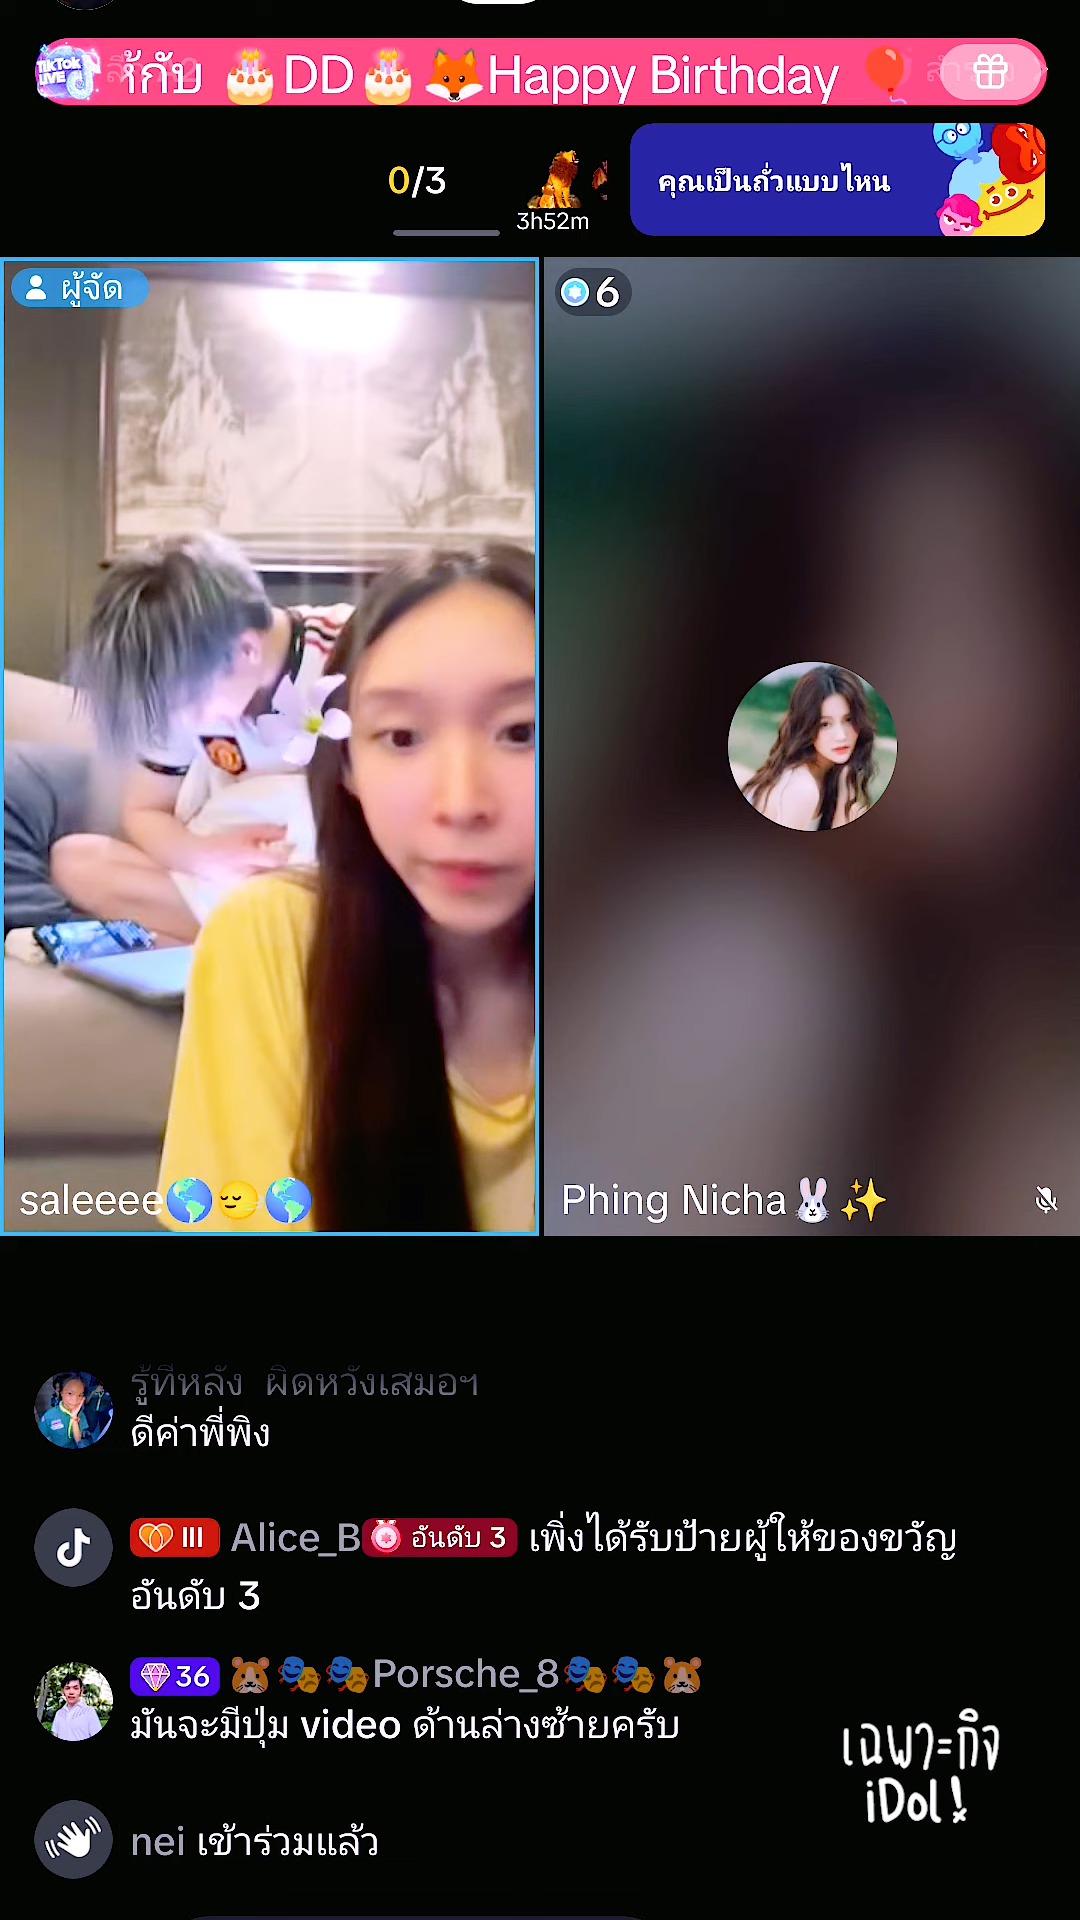 TikTok
LIVE
ห้กับ 🎂DD🎂🦊Happy Birthday 🎈
0/3
3h52m
คุณเป็นถั่วแบบไหน
ผู้จัด
6
saleeee🌎😌🌎
Phing Nicha🐰✨
รู้ทีหลัง ผิดหวังเสมอฯ
ดีค่าพี่พิง
III Alice_B อันดับ 3 เพิ่งได้รับป้ายผู้ให้ของขวัญ
อันดับ 3
36 🐹🎭🎭Porsche_8🎭🎭🐹
มันจะมีปุ่ม video ด้านล่างซ้ายครับ
เฉพาะกิจ
iDol!
nei เข้าร่วมแล้ว